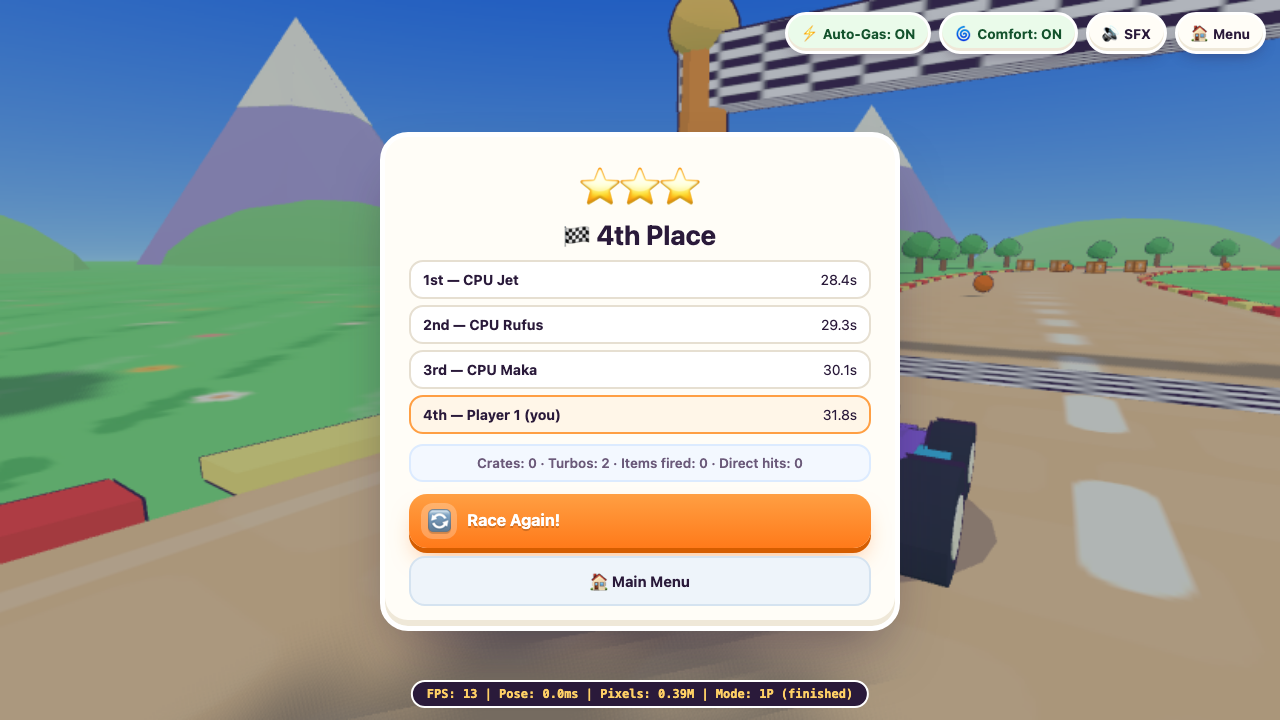 ⚡ Auto-Gas: ON
🌀 Comfort: ON
🔊 SFX
🏠 Menu
🏁 4th Place
1st — CPU Jet 28.4s
2nd — CPU Rufus 29.3s
3rd — CPU Maka 30.1s
4th — Player 1 (you) 31.8s
Crates: 0 · Turbos: 2 · Items fired: 0 · Direct hits: 0
Race Again!
🏠 Main Menu
FPS: 13 | Pose: 0.0ms | Pixels: 0.39M | Mode: 1P (finished)